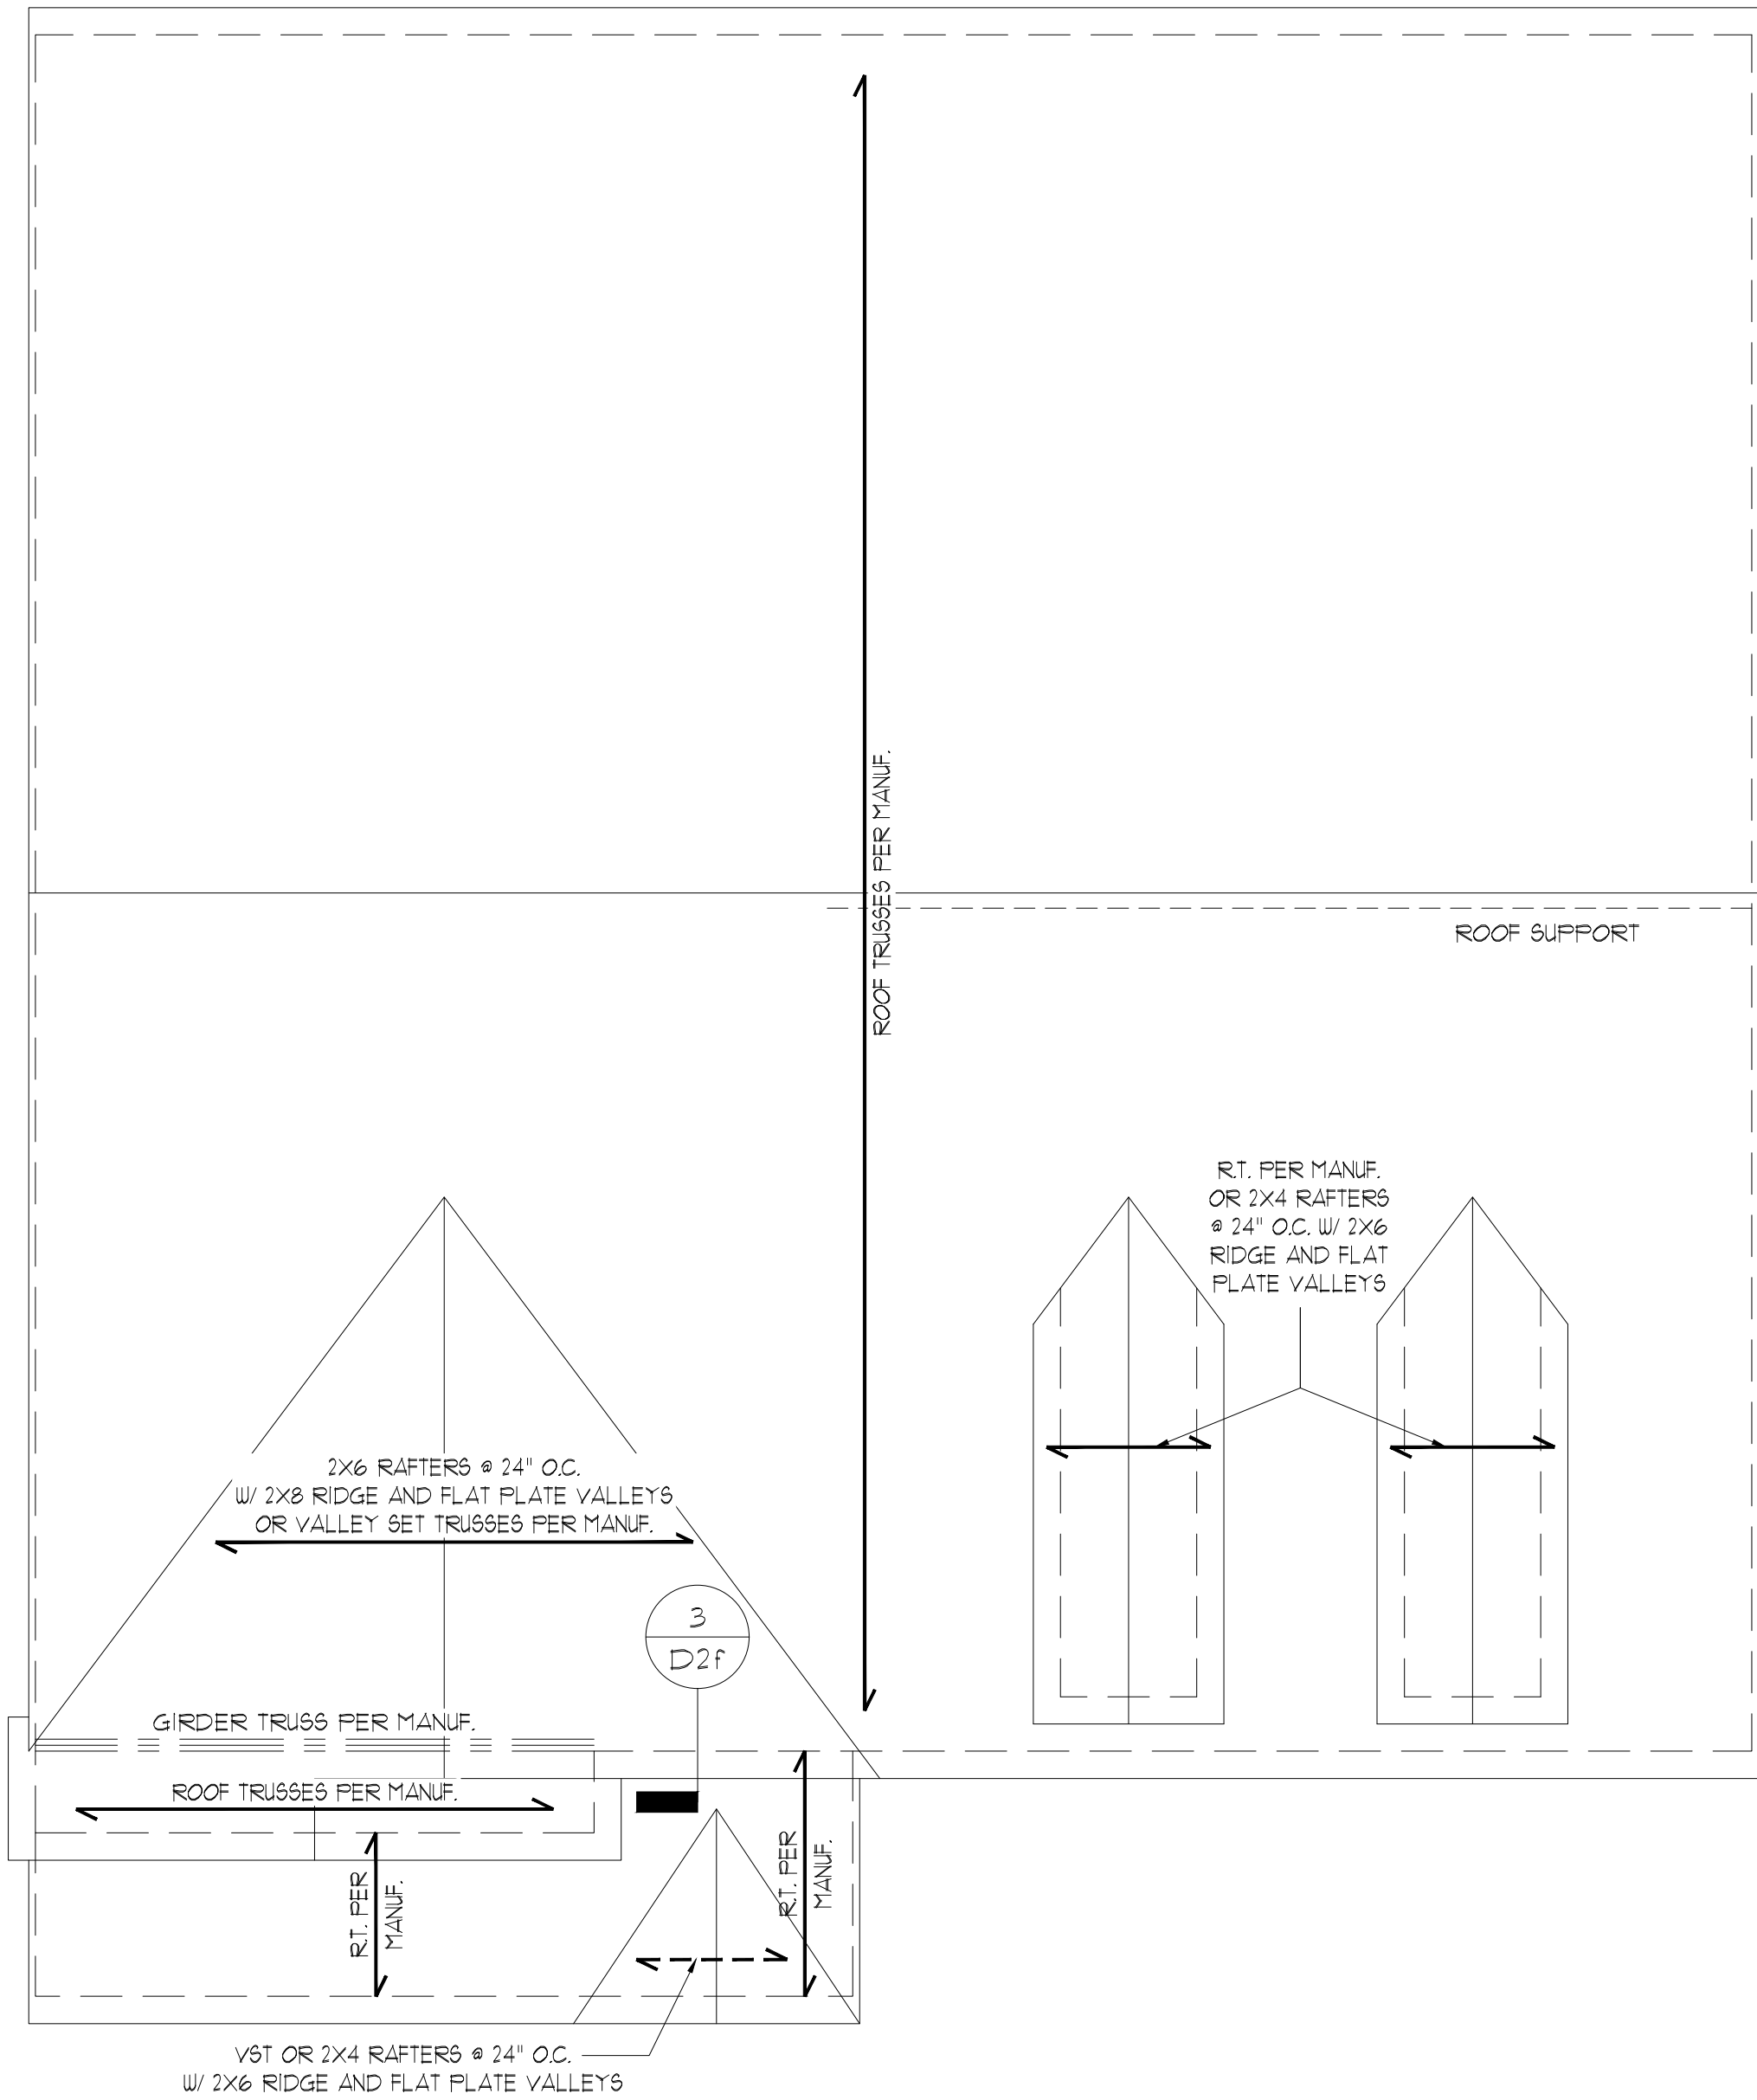 ROOF TRUSSES PER MANUF.
ROOF SUPPORT
R.T. PER MANUF.
OR 2X4 RAFTERS
@ 24" O.C. W/ 2X6
RIDGE AND FLAT
PLATE VALLEYS
2X6 RAFTERS @ 24" O.C.
W/ 2X8 RIDGE AND FLAT PLATE VALLEYS
OR VALLEY SET TRUSSES PER MANUF.
3
D2f
GIRDER TRUSS PER MANUF.
ROOF TRUSSES PER MANUF.
R.T. PER
MANUF.
R.T. PER
MANUF.
VST OR 2X4 RAFTERS @ 24" O.C.
W/ 2X6 RIDGE AND FLAT PLATE VALLEYS